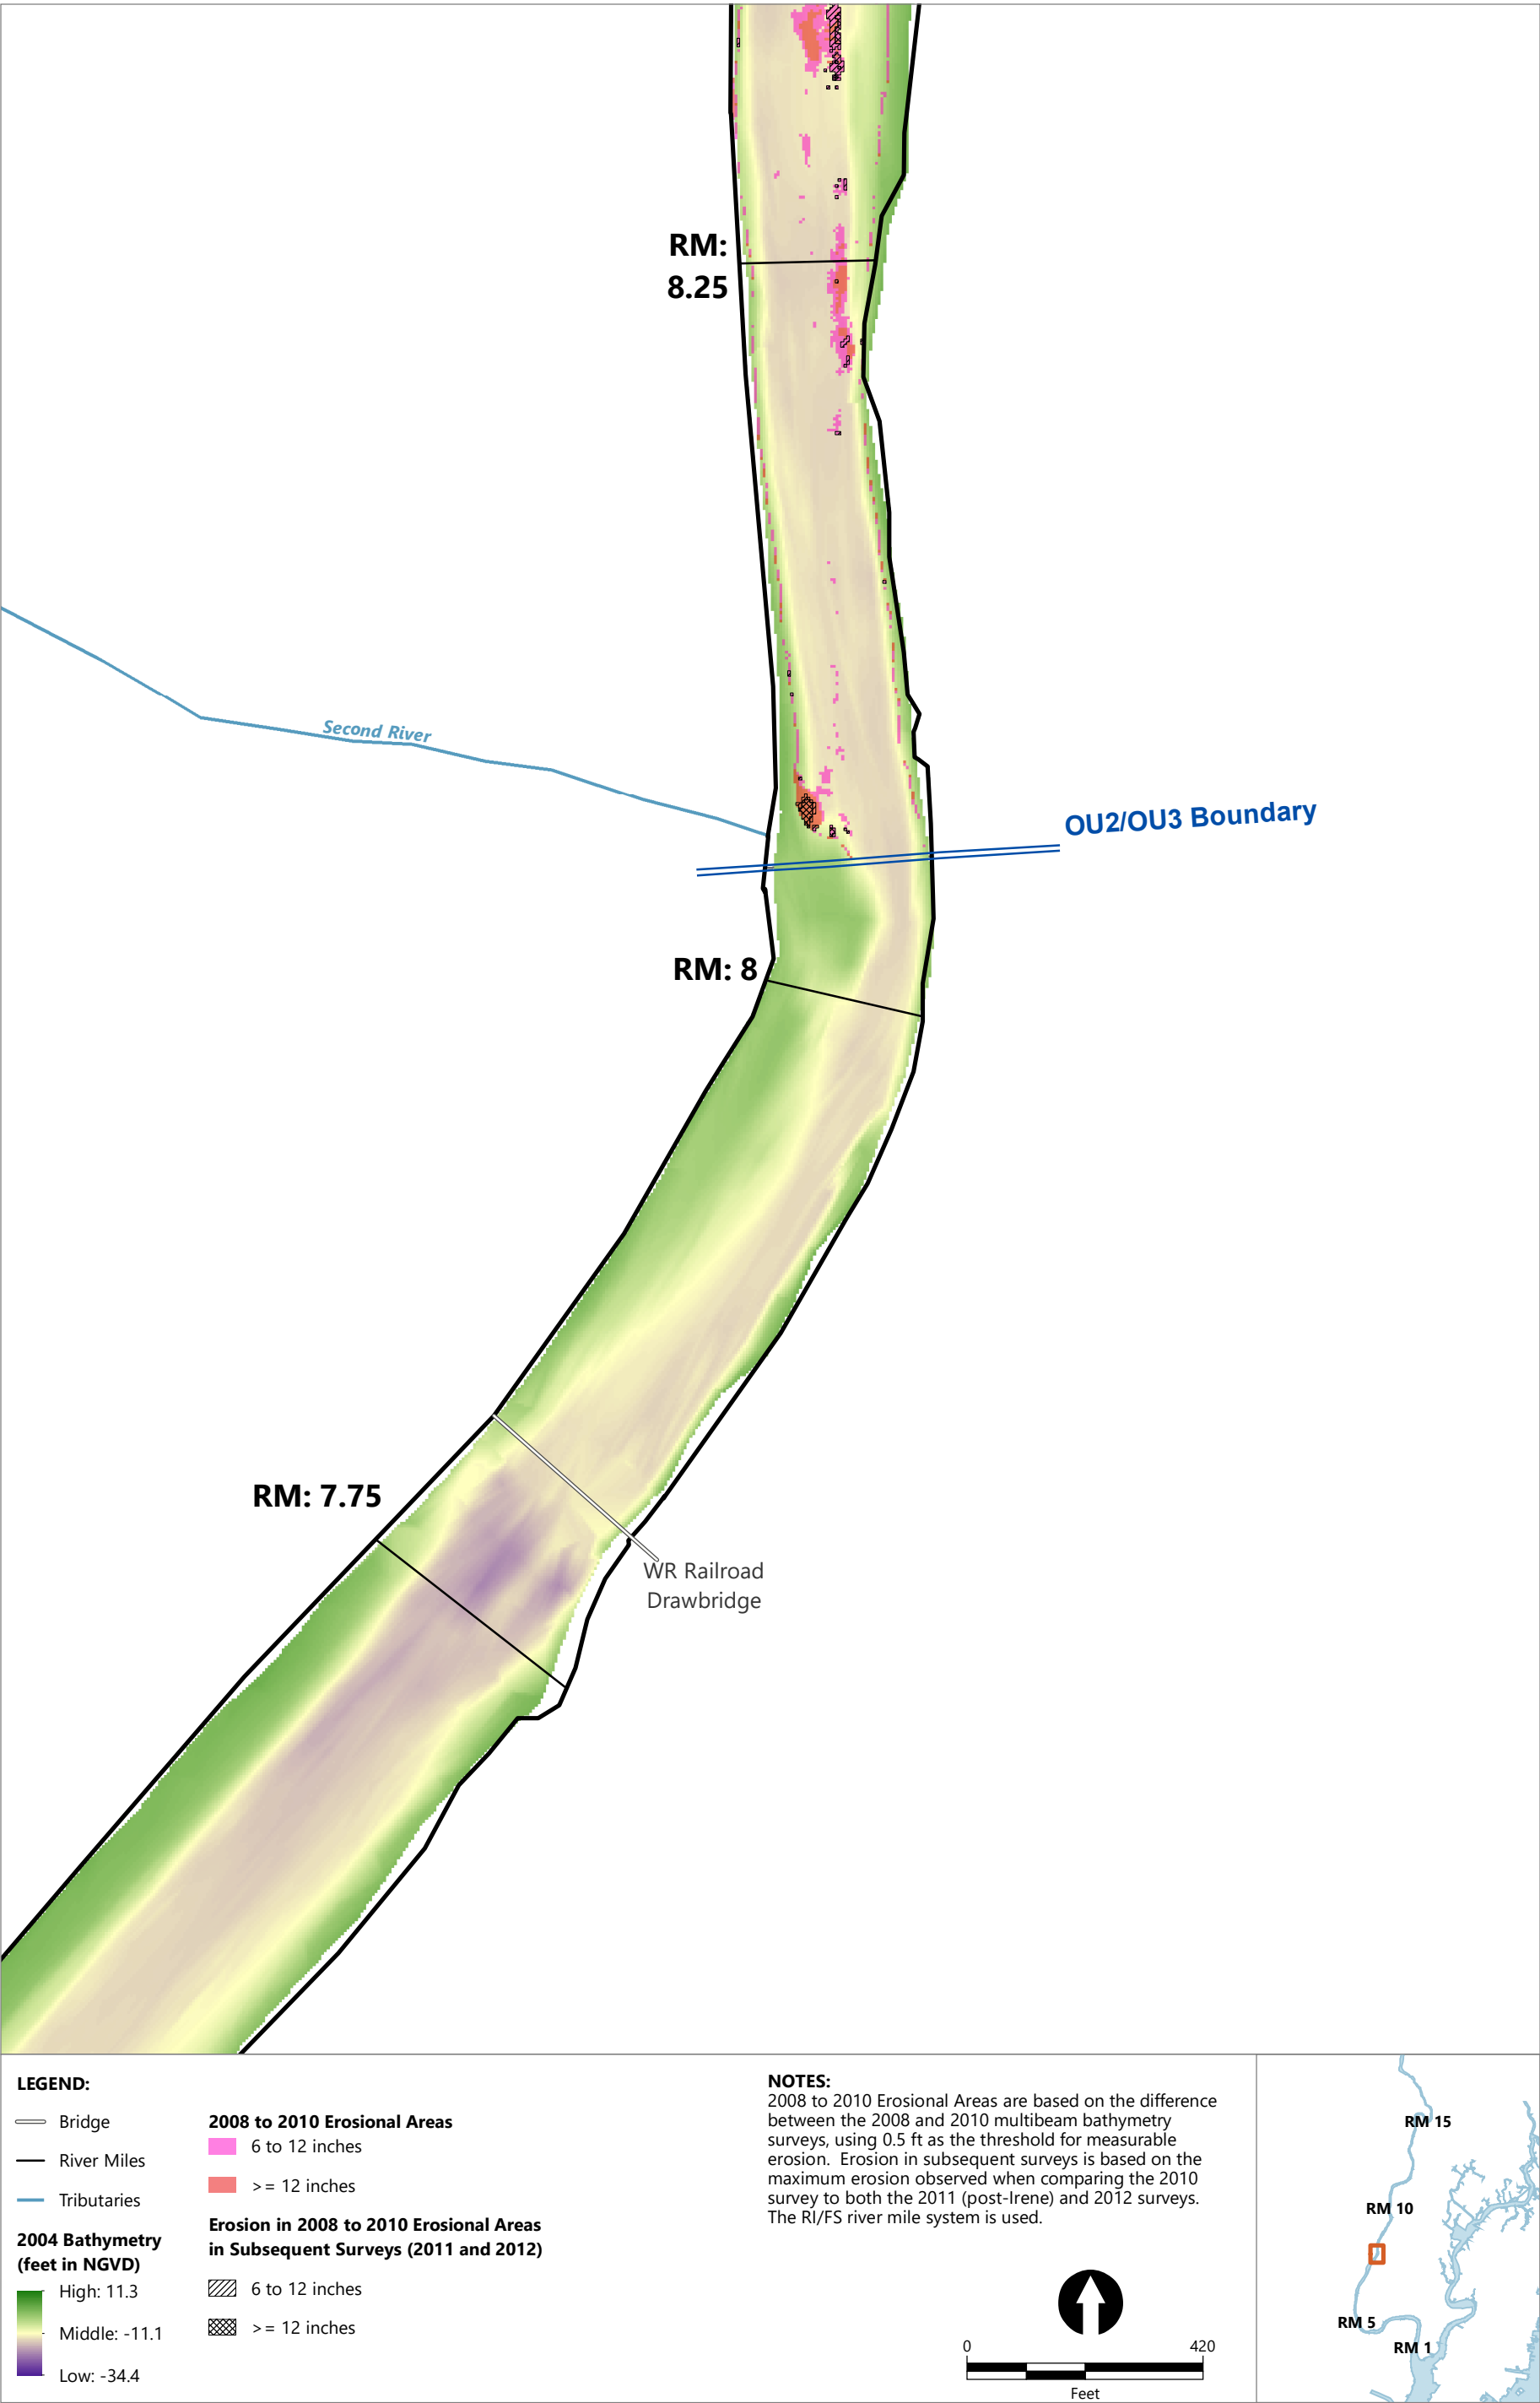 RM:
8.25
Second River
OU2/OU3 Boundary
RM: 8
RM: 7.75
WR Railroad
Drawbridge
LEGEND:
Bridge
River Miles
Tributaries
2004 Bathymetry
(feet in NGVD)
High: 11.3
Middle: -11.1
Low: -34.4
2008 to 2010 Erosional Areas
6 to 12 inches
>= 12 inches
Erosion in 2008 to 2010 Erosional Areas
in Subsequent Surveys (2011 and 2012)
6 to 12 inches
>= 12 inches
NOTES:
2008 to 2010 Erosional Areas are based on the difference
between the 2008 and 2010 multibeam bathymetry
surveys, using 0.5 ft as the threshold for measurable
erosion. Erosion in subsequent surveys is based on the
maximum erosion observed when comparing the 2010
survey to both the 2011 (post-Irene) and 2012 surveys.
The RI/FS river mile system is used.
0 420
Feet
RM 15
RM 10
RM 5
RM 1